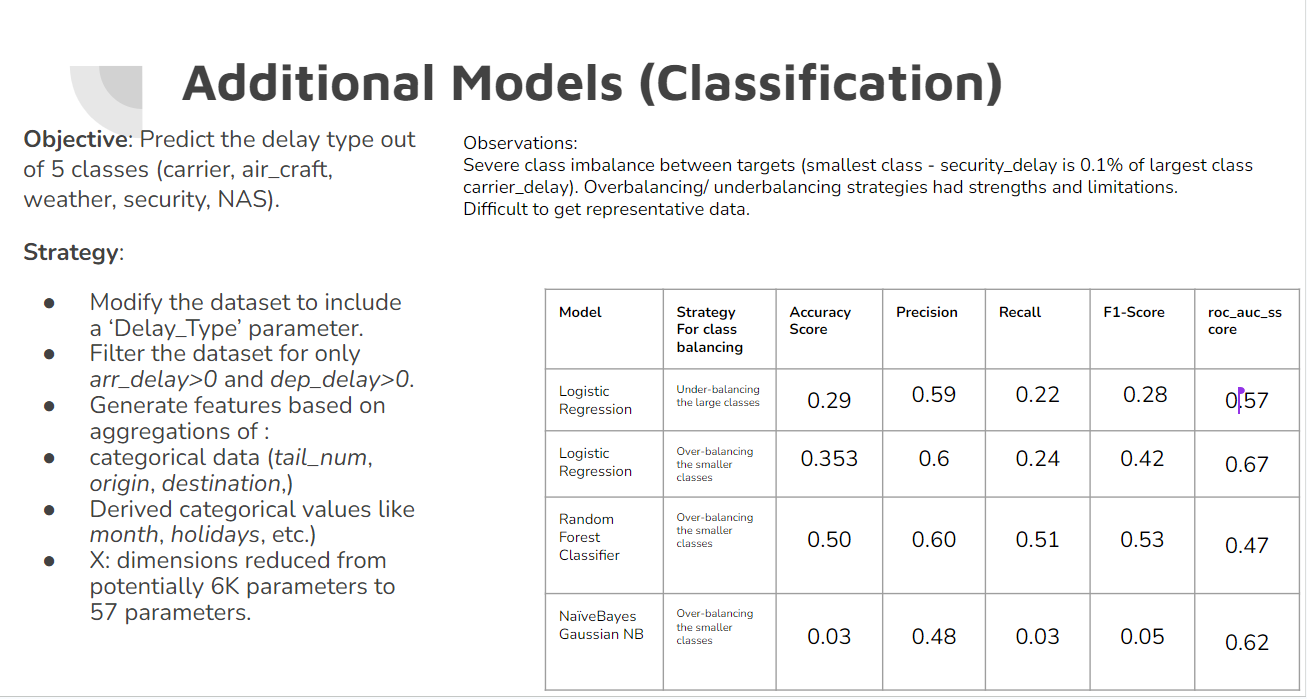 Additional Models (Classification)
Objective: Predict the delay type out
of 5 classes (carrier, air_craft,
weather, security, NAS).
Strategy:
● Modify the dataset to include
a ‘Delay_Type’ parameter.
● Filter the dataset for only
arr_delay>0 and dep_delay>0.
● Generate features based on
aggregations of :
● categorical data (tail_num,
origin, destination,)
● Derived categorical values like
month, holidays, etc.)
● X: dimensions reduced from
potentially 6K parameters to
57 parameters.
Observations:
Severe class imbalance between targets (smallest class - security_delay is 0.1% of largest class
carrier_delay). Overbalancing/ underbalancing strategies had strengths and limitations.
Difficult to get representative data.
Model
Strategy
For class
balancing
Accuracy
Score
Precision
Recall
F1-Score
roc_auc_ss
core
Logistic
Regression
Under-balancing
the large classes
0.29
0.59
0.22
0.28
0.57
Logistic
Regression
Over-balancing
the smaller
classes
0.353
0.6
0.24
0.42
0.67
Random
Forest
Classifier
Over-balancing
the smaller
classes
0.50
0.60
0.51
0.53
0.47
NaïveBayes
Gaussian NB
Over-balancing
the smaller
classes
0.03
0.48
0.03
0.05
0.62